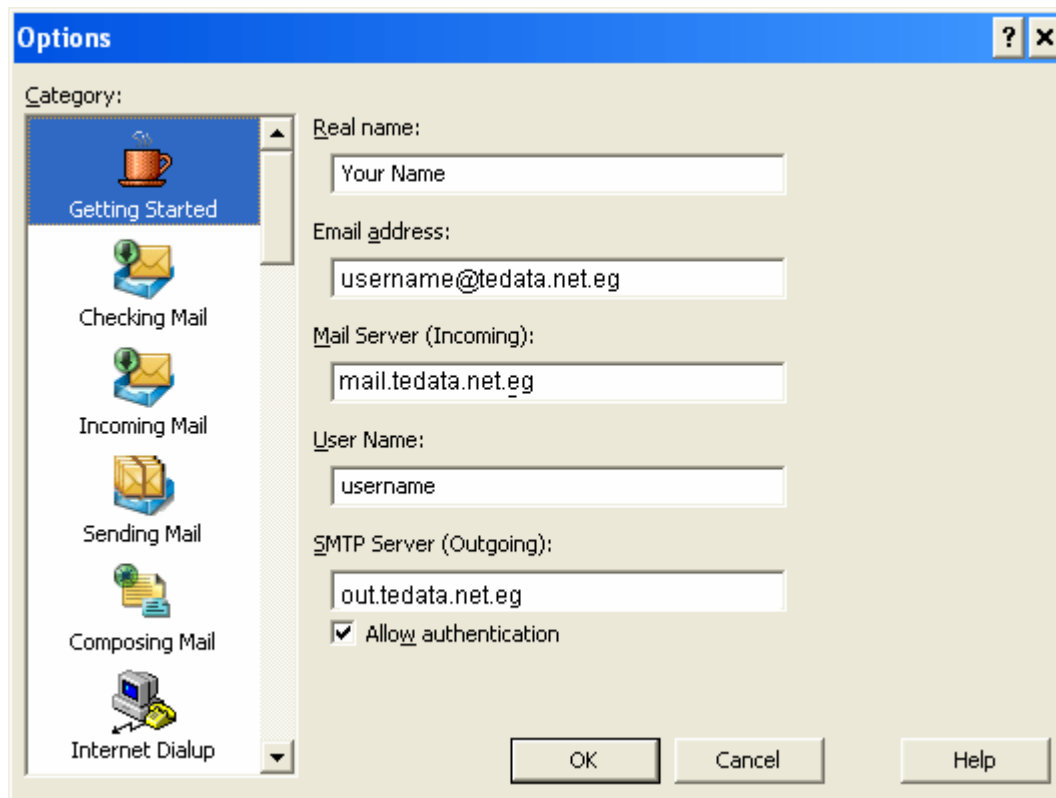 Options
Category:
Getting Started
Checking Mail
Incoming Mail
Sending Mail
Composing Mail
Internet Dialup
Real name:
Your Name
Email address:
username@tedata.net.eg
Mail Server (Incoming):
mail.tedata.net.eg
User Name:
username
SMTP Server (Outgoing):
out.tedata.net.eg
Allow authentication
OK
Cancel
Help